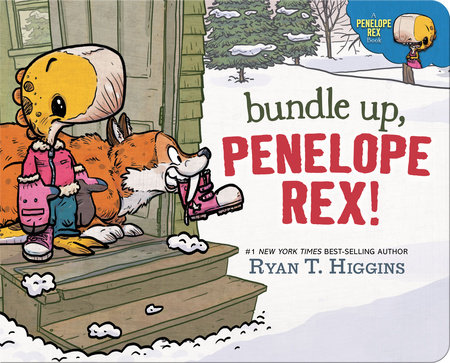 A
PENELOPE
REX
Book
bundle up,
PENELOPE
REX!
#1 NEW YORK TIMES BEST-SELLING AUTHOR
RYAN T. HIGGINS